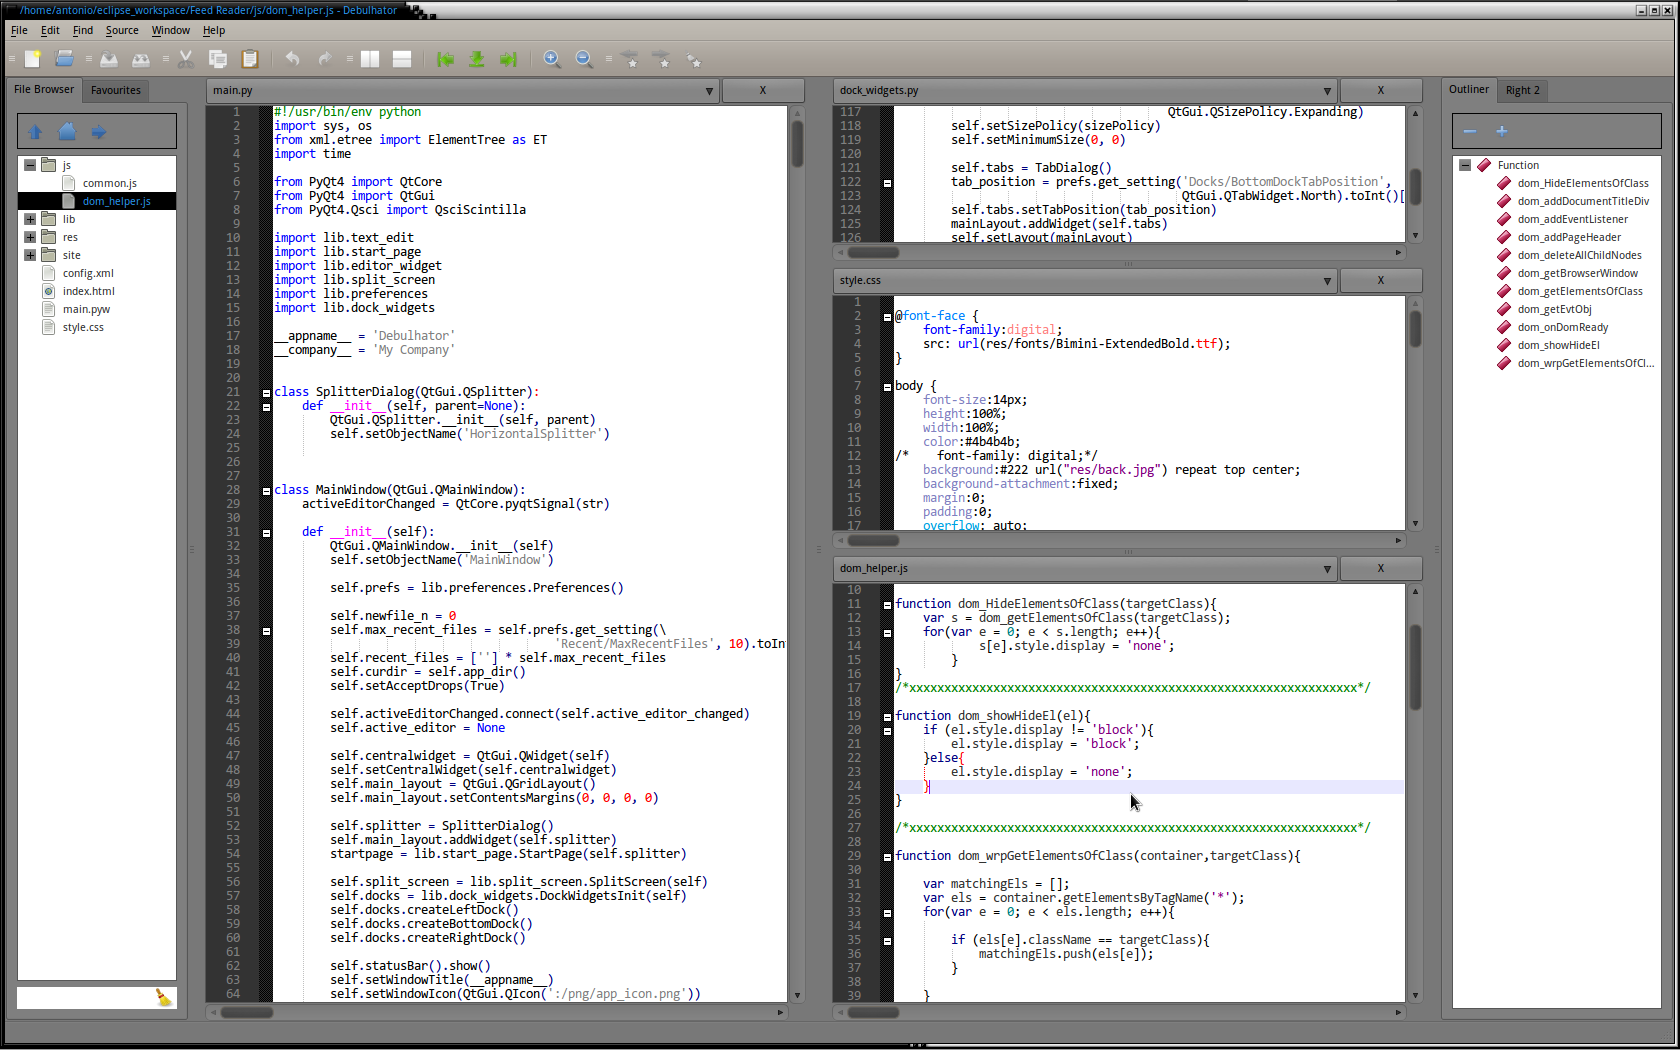 /home/antonio/eclipse_workspace/Feed Reader/js/dom_helper.js - Debulhator
File Edit Find Source Window Help
File Browser Favourites
js
common.js
dom_helper.js
lib
res
site
config.xml
index.html
main.pyw
style.css
main.py X
1 #!/usr/bin/env python
2 import sys, os
3 from xml.etree import ElementTree as ET
4 import time
5
6 from PyQt4 import QtCore
7 from PyQt4 import QtGui
8 from PyQt4.Qsci import QsciScintilla
9
10 import lib.text_edit
11 import lib.start_page
12 import lib.editor_widget
13 import lib.split_screen
14 import lib.preferences
15 import lib.dock_widgets
16
17 __appname__ = 'Debulhator'
18 __company__ = 'My Company'
19
20
21 class SplitterDialog(QtGui.QSplitter):
22     def __init__(self, parent=None):
23         QtGui.QSplitter.__init__(self, parent)
24         self.setObjectName('HorizontalSplitter')
25
26
27
28 class MainWindow(QtGui.QMainWindow):
29     activeEditorChanged = QtCore.pyqtSignal(str)
30
31     def __init__(self):
32         QtGui.QMainWindow.__init__(self)
33         self.setObjectName('MainWindow')
34
35         self.prefs = lib.preferences.Preferences()
36
37         self.newfile_n = 0
38         self.max_recent_files = self.prefs.get_setting(\
39                                         'Recent/MaxRecentFiles', 10).toIn
40         self.recent_files = [''] * self.max_recent_files
41         self.curdir = self.app_dir()
42         self.setAcceptDrops(True)
43
44         self.activeEditorChanged.connect(self.active_editor_changed)
45         self.active_editor = None
46
47         self.centralwidget = QtGui.QWidget(self)
48         self.setCentralWidget(self.centralwidget)
49         self.main_layout = QtGui.QGridLayout()
50         self.main_layout.setContentsMargins(0, 0, 0, 0)
51
52         self.splitter = SplitterDialog()
53         self.main_layout.addWidget(self.splitter)
54         startpage = lib.start_page.StartPage(self.splitter)
55
56         self.split_screen = lib.split_screen.SplitScreen(self)
57         self.docks = lib.dock_widgets.DockWidgetsInit(self)
58         self.docks.createLeftDock()
59         self.docks.createBottomDock()
60         self.docks.createRightDock()
61
62         self.statusBar().show()
63         self.setWindowTitle(__appname__)
64         self.setWindowIcon(QtGui.QIcon(':/png/app_icon.png'))
dock_widgets.py X
117                                        QtGui.QSizePolicy.Expanding)
118         self.setSizePolicy(sizePolicy)
119         self.setMinimumSize(0, 0)
120
121         self.tabs = TabDialog()
122         tab_position = prefs.get_setting('Docks/BottomDockTabPosition',
123                                          QtGui.QTabWidget.North).toInt()[
124         self.tabs.setTabPosition(tab_position)
125         mainLayout.addWidget(self.tabs)
126         self.setLayout(mainLayout)
style.css X
1
2 @font-face {
3     font-family:digital;
4     src: url(res/fonts/Bimini-ExtendedBold.ttf);
5 }
6
7 body {
8     font-size:14px;
9     height:100%;
10     width:100%;
11     color:#4b4b4b;
12 /*    font-family: digital;*/
13     background:#222 url("res/back.jpg") repeat top center;
14     background-attachment:fixed;
15     margin:0;
16     padding:0;
17     overflow: auto;
dom_helper.js X
10
11 function dom_HideElementsOfClass(targetClass){
12     var s = dom_getElementsOfClass(targetClass);
13     for(var e = 0; e < s.length; e++){
14             s[e].style.display = 'none';
15         }
16 }
17 /*xxxxxxxxxxxxxxxxxxxxxxxxxxxxxxxxxxxxxxxxxxxxxxxxxxxxxxxxxxxxxxxx*/
18
19 function dom_showHideEl(el){
20     if (el.style.display != 'block'){
21         el.style.display = 'block';
22     }else{
23         el.style.display = 'none';
24     }
25 }
26
27 /*xxxxxxxxxxxxxxxxxxxxxxxxxxxxxxxxxxxxxxxxxxxxxxxxxxxxxxxxxxxxxxxx*/
28
29 function dom_wrpGetElementsOfClass(container,targetClass){
30
31     var matchingEls = [];
32     var els = container.getElementsByTagName('*');
33     for(var e = 0; e < els.length; e++){
34
35         if (els[e].className == targetClass){
36             matchingEls.push(els[e]);
37         }
38
39     }
Outliner Right 2
Function
dom_HideElementsOfClass
dom_addDocumentTitleDiv
dom_addEventListener
dom_addPageHeader
dom_deleteAllChildNodes
dom_getBrowserWindow
dom_getElementsOfClass
dom_getEvtObj
dom_onDomReady
dom_showHideEl
dom_wrpGetElementsOfCl...